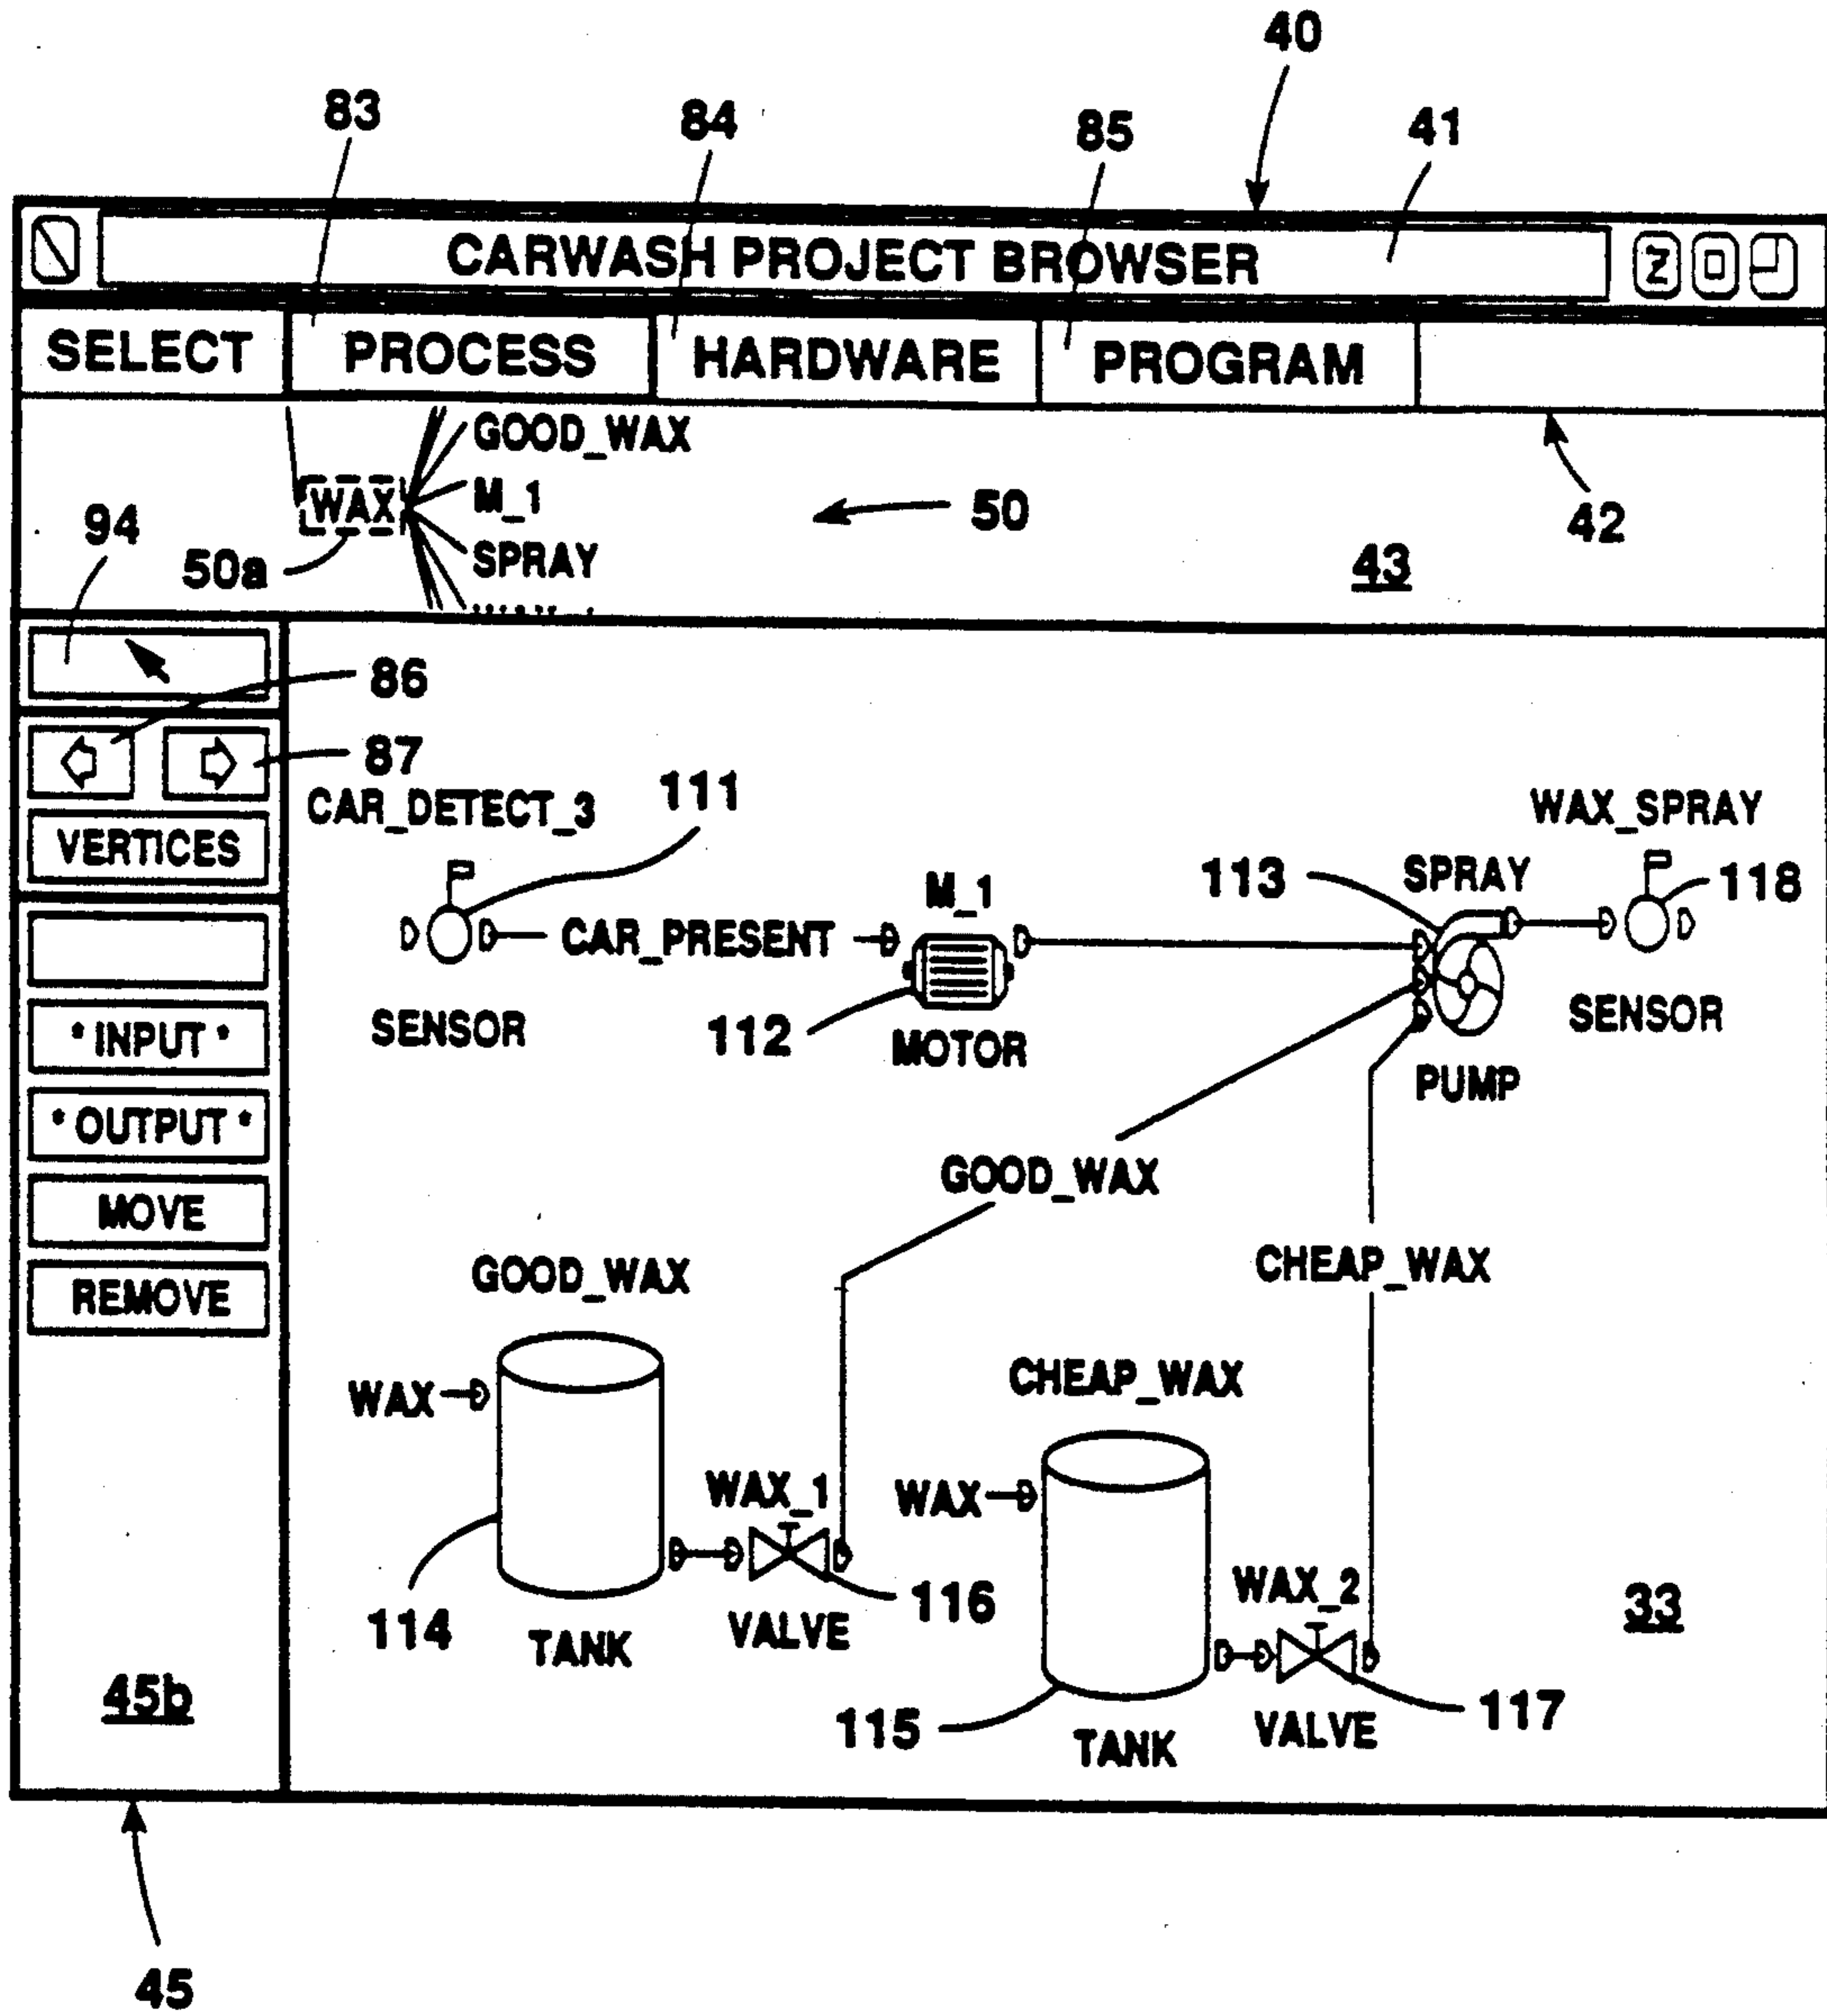 40
83
84
85
41
CARWASH PROJECT BROWSER
Z
SELECT
PROCESS
HARDWARE
PROGRAM
GOOD_WAX
WAX
M_1
50
42
94
50a
SPRAY
43
86
87
CAR_DETECT_3
111
WAX_SPRAY
VERTICES
113
SPRAY
118
M_1
CAR_PRESENT
SENSOR
112
MOTOR
SENSOR
PUMP
* INPUT *
* OUTPUT *
GOOD_WAX
MOVE
REMOVE
GOOD_WAX
CHEAP_WAX
WAX
CHEAP_WAX
WAX_1
WAX
114
TANK
VALVE
116
WAX_2
33
45b
115
TANK
VALVE
117
45